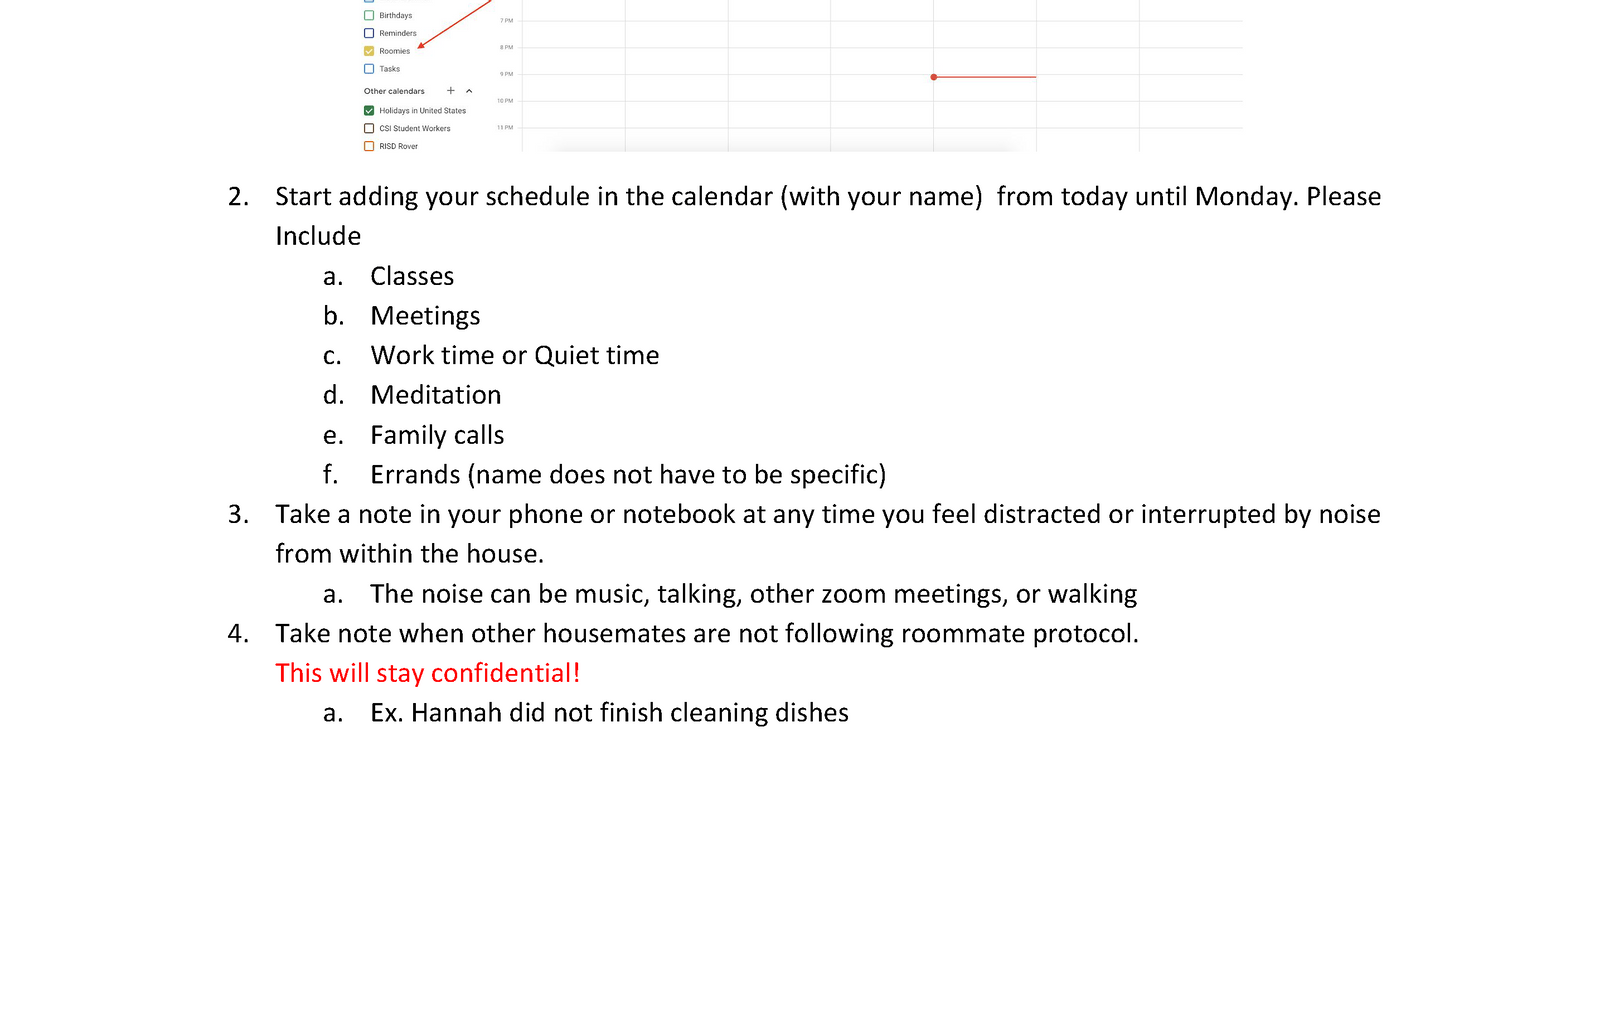 Birthdays
7 PM
Reminders
8 PM
Roomies
Tasks
9 PM
Other calendars
10 PM
Holidays in United States
CSI Student Workers
11 PM
RISD Rover
2. Start adding your schedule in the calendar (with your name)  from today until Monday. Please
Include
a. Classes
b. Meetings
c. Work time or Quiet time
d. Meditation
e. Family calls
f. Errands (name does not have to be specific)
3. Take a note in your phone or notebook at any time you feel distracted or interrupted by noise
from within the house.
a. The noise can be music, talking, other zoom meetings, or walking
4. Take note when other housemates are not following roommate protocol.
This will stay confidential!
a. Ex. Hannah did not finish cleaning dishes